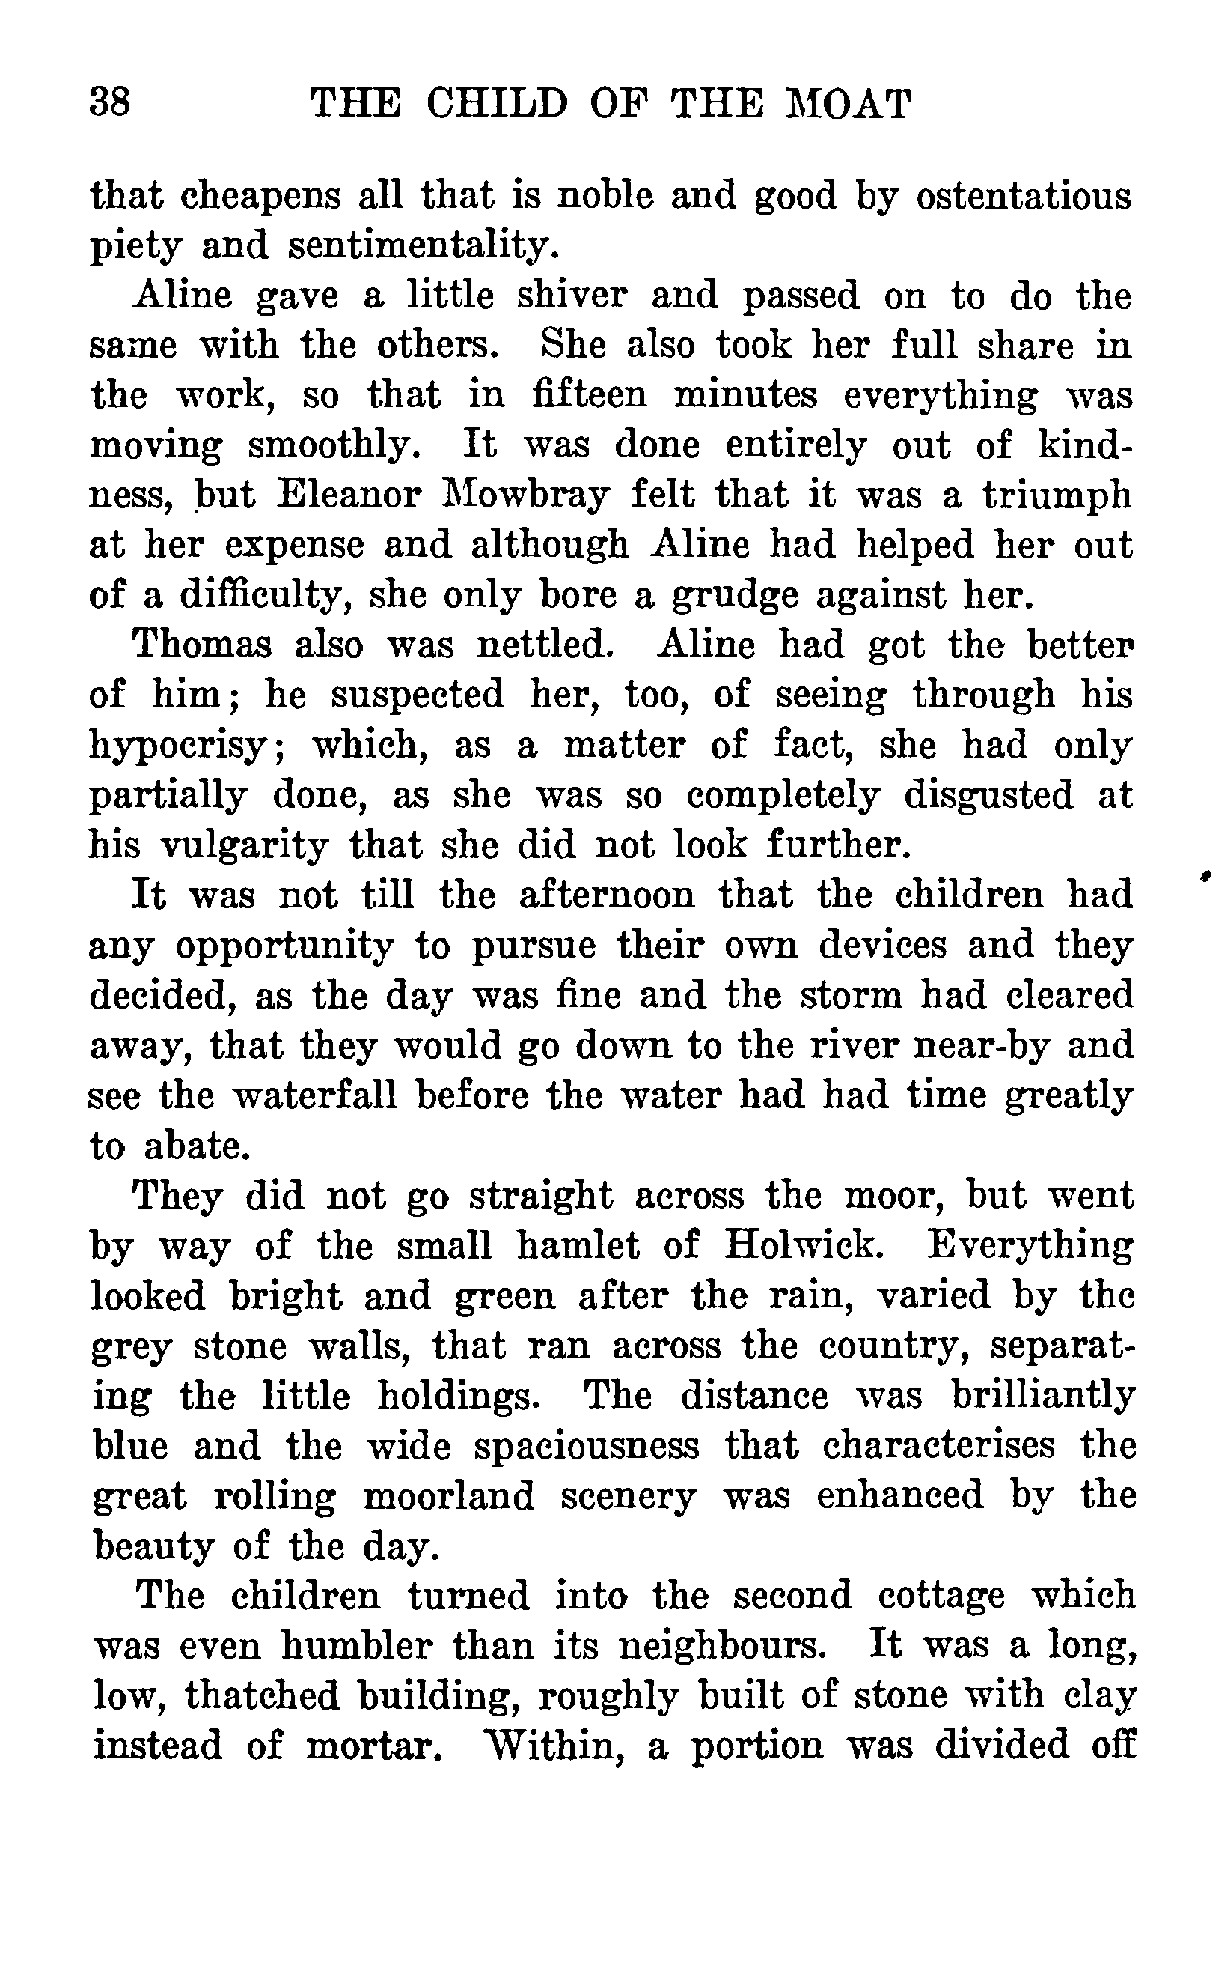 38 THE CHILD OF THE MOAT
that cheapens all that is noble and good by ostentatious
piety and sentimentality.
Aline gave a little shiver and passed on to do the
same with the others. She also took her full share in
the work, so that in fifteen minutes everything was
moving smoothly. It was done entirely out of kind-
ness, but Eleanor Mowbray felt that it was a triumph
at her expense and although Aline had helped her out
of a difficulty, she only bore a grudge against her.
Thomas also was nettled. Aline had got the better
of him; he suspected her, too, of seeing through his
hypocrisy; which, as a matter of fact, she had only
partially done, as she was so completely disgusted at
his vulgarity that she did not look further.
It was not till the afternoon that the children had
any opportunity to pursue their own devices and they
decided, as the day was fine and the storm had cleared
away, that they would go down to the river near-by and
see the waterfall before the water had had time greatly
to abate.
They did not go straight across the moor, but went
by way of the small hamlet of Holwick. Everything
looked bright and green after the rain, varied by the
grey stone walls, that ran across the country, separat-
ing the little holdings. The distance was brilliantly
blue and the wide spaciousness that characterises the
great rolling moorland scenery was enhanced by the
beauty of the day.
The children turned into the second cottage which
was even humbler than its neighbours. It was a long,
low, thatched building, roughly built of stone with clay
instead of mortar. Within, a portion was divided off